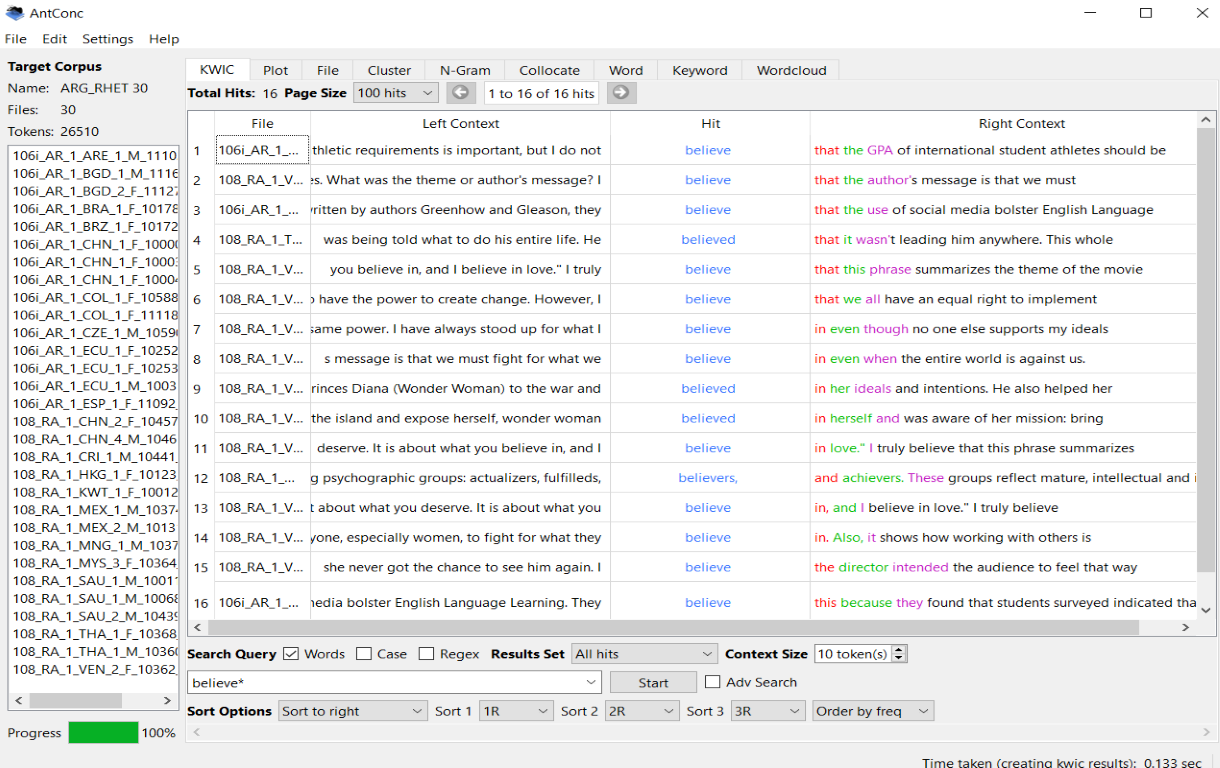 AntConc
File Edit Settings Help
Target Corpus
Name: ARG_RHET 30
Files: 30
Tokens: 26510
106i_AR_1_ARE_1_M_1110
106i_AR_1_BGD_1_M_1116
106i_AR_1_BGD_2_F_11127
106i_AR_1_BRA_1_F_10178
106i_AR_1_BRZ_1_F_10172
106i_AR_1_CHN_1_F_1000
106i_AR_1_CHN_1_F_1000
106i_AR_1_CHN_1_F_1000
106i_AR_1_COL_1_F_10588
106i_AR_1_COL_1_F_11118
106i_AR_1_CZE_1_M_1059
106i_AR_1_ECU_1_F_10252
106i_AR_1_ECU_1_F_10253
106i_AR_1_ECU_1_M_1003
106i_AR_1_ESP_1_F_11092
108_RA_1_CHN_2_F_10457
108_RA_1_CHN_4_M_1046
108_RA_1_CRI_1_M_10441
108_RA_1_HKG_1_F_10123
108_RA_1_KWT_1_F_10012
108_RA_1_MEX_1_M_1037
108_RA_1_MEX_2_M_1013
108_RA_1_MNG_1_M_1037
108_RA_1_MYS_3_F_10364
108_RA_1_SAU_1_M_1001
108_RA_1_SAU_1_M_10068
108_RA_1_SAU_2_M_10439
108_RA_1_THA_1_F_10368
108_RA_1_THA_1_M_1036
108_RA_1_VEN_2_F_10362
Progress 100%
KWIC Plot File Cluster N-Gram Collocate Word Keyword Wordcloud
Total Hits: 16 Page Size 100 hits 1 to 16 of 16 hits
File Left Context Hit Right Context
1 106i_AR_1_... thletic requirements is important, but I do not believe that the GPA of international student athletes should be
2 108_RA_1_V... es. What was the theme or author's message? I believe that the author's message is that we must
3 106i_AR_1_... written by authors Greenhow and Gleason, they believe that the use of social media bolster English Language
4 108_RA_1_T... was being told what to do his entire life. He believed that it wasn't leading him anywhere. This whole
5 108_RA_1_V... you believe in, and I believe in love." I truly believe that this phrase summarizes the theme of the movie
6 108_RA_1_V... o have the power to create change. However, I believe that we all have an equal right to implement
7 108_RA_1_V... same power. I have always stood up for what I believe in even though no one else supports my ideals
8 108_RA_1_V... s message is that we must fight for what we believe in even when the entire world is against us.
9 108_RA_1_V... rinces Diana (Wonder Woman) to the war and believed in her ideals and intentions. He also helped her
10 108_RA_1_V... the island and expose herself, wonder woman believed in herself and was aware of her mission: bring
11 108_RA_1_V... deserve. It is about what you believe in, and I believe in love." I truly believe that this phrase summarizes
12 108_RA_1_... g psychographic groups: actualizers, fulfilleds, believers, and achievers. These groups reflect mature, intellectual and i
13 108_RA_1_V... t about what you deserve. It is about what you believe in, and I believe in love." I truly believe
14 108_RA_1_V... yone, especially women, to fight for what they believe in. Also, it shows how working with others is
15 108_RA_1_V... she never got the chance to see him again. I believe the director intended the audience to feel that way
16 106i_AR_1_... nedia bolster English Language Learning. They believe this because they found that students surveyed indicated tha
Search Query Words Case Regex Results Set All hits Context Size 10 token(s)
believe* Start Adv Search
Sort Options Sort to right Sort 1 1R Sort 2 2R Sort 3 3R Order by freq
Time taken (creating kwic results): 0.133 sec